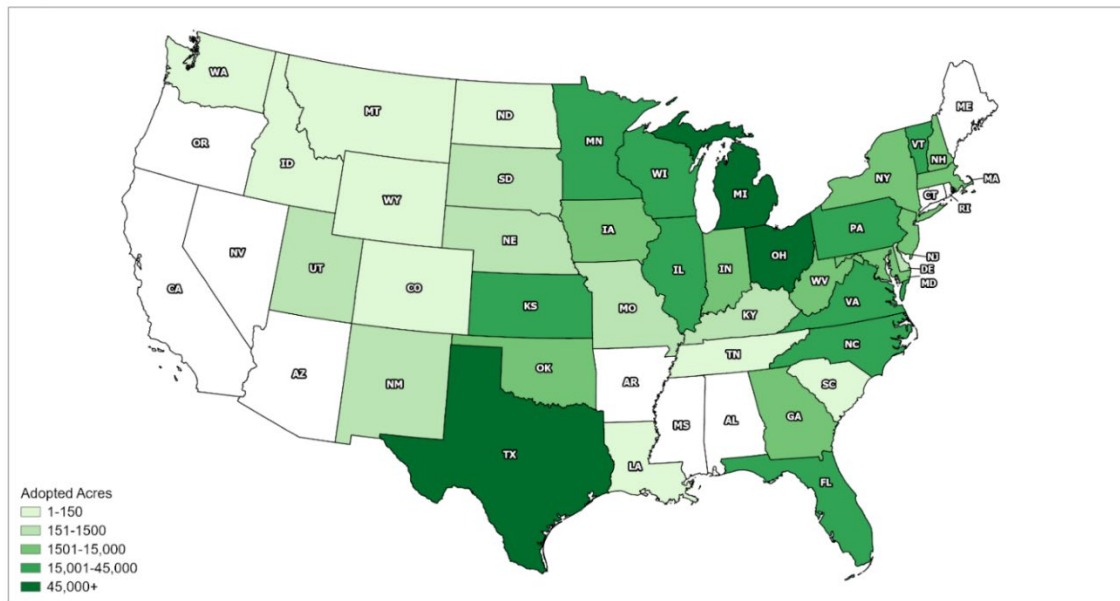 WA
MT
ND
ME
OR
ID
MN
VT
NH
SD
WI
NY
MA
WY
MI
CT
RI
NV
UT
NE
IA
PA
NJ
IL
IN
OH
DE
CO
WV
MD
CA
KS
MO
KY
VA
NC
TN
AZ
NM
OK
AR
SC
MS
AL
GA
TX
LA
FL
Adopted Acres
1-150
151-1500
1501-15,000
15,001-45,000
45,000+